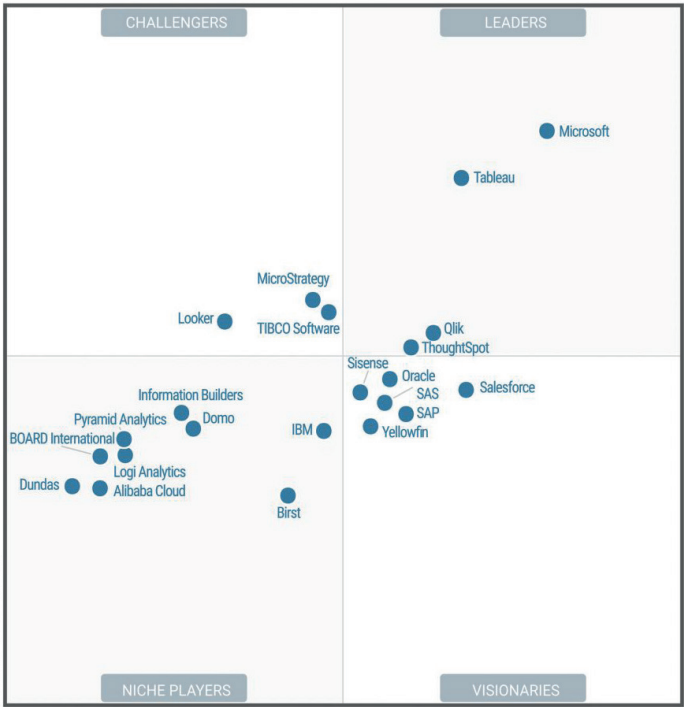 CHALLENGERS
LEADERS
Microsoft
Tableau
MicroStrategy
Looker
TIBCO Software
Qlik
ThoughtSpot
Sisense
Oracle
Salesforce
SAS
SAP
Yellowfin
Information Builders
Domo
Pyramid Analytics
IBM
BOARD International
Logi Analytics
Dundas
Alibaba Cloud
Birst
NICHE PLAYERS
VISIONARIES